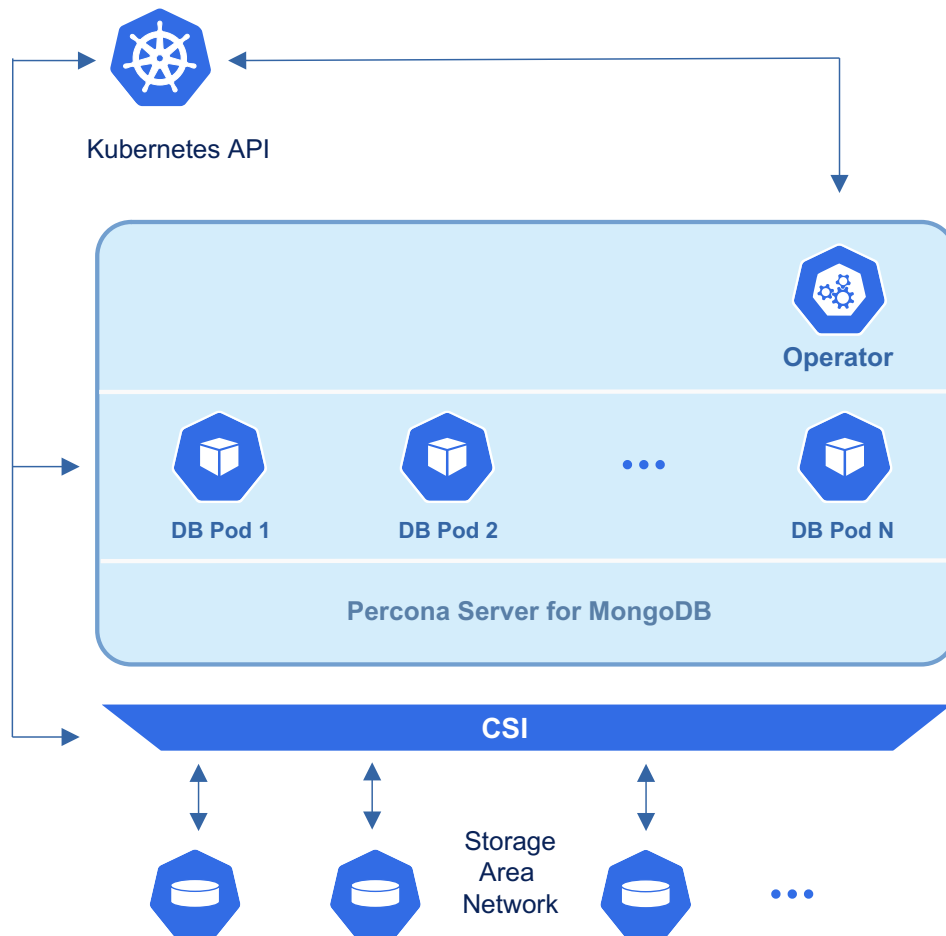 Kubernetes API
Operator
DB Pod 1
DB Pod 2
DB Pod N
Percona Server for MongoDB
CSI
Storage
Area
Network